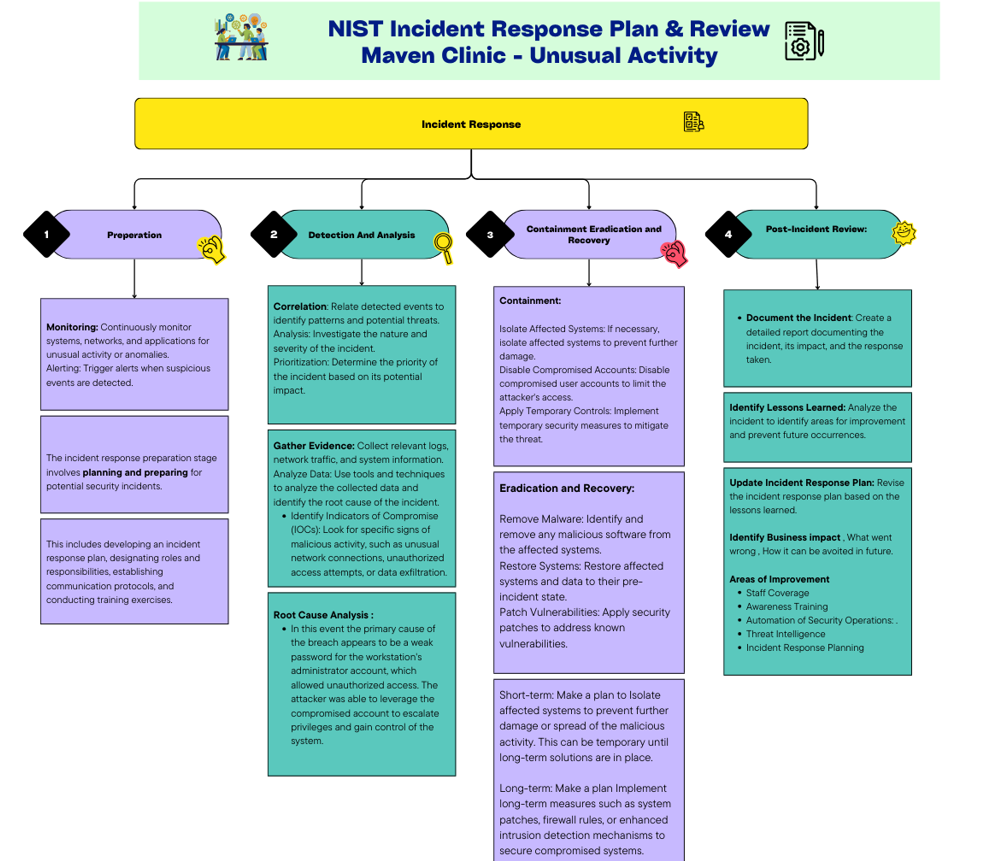 NIST Incident Response Plan & Review
Maven Clinic - Unusual Activity
Incident Response
1
Preperation
Monitoring: Continuously monitor
systems, networks, and applications for
unusual activity or anomalies.
Alerting: Trigger alerts when suspicious
events are detected.
The incident response preparation stage
involves planning and preparing for
potential security incidents.
This includes developing an incident
response plan, designating roles and
responsibilities, establishing
communication protocols, and
conducting training exercises.
2
Detection And Analysis
Correlation: Relate detected events to
identify patterns and potential threats.
Analysis: Investigate the nature and
severity of the incident.
Prioritization: Determine the priority of
the incident based on its potential
impact.
Gather Evidence: Collect relevant logs,
network traffic, and system information.
Analyze Data: Use tools and techniques
to analyze the collected data and
identify the root cause of the incident.
• Identify Indicators of Compromise
(IOCs): Look for specific signs of
malicious activity, such as unusual
network connections, unauthorized
access attempts, or data exfiltration.
Root Cause Analysis :
• In this event the primary cause of
the breach appears to be a weak
password for the workstation's
administrator account, which
allowed unauthorized access. The
attacker was able to leverage the
compromised account to escalate
privileges and gain control of the
system.
3
Containment Eradication and
Recovery
Containment:
Isolate Affected Systems: If necessary,
isolate affected systems to prevent further
damage.
Disable Compromised Accounts: Disable
compromised user accounts to limit the
attacker's access.
Apply Temporary Controls: Implement
temporary security measures to mitigate
the threat.
Eradication and Recovery:
Remove Malware: Identify and
remove any malicious software from
the affected systems.
Restore Systems: Restore affected
systems and data to their pre-
incident state.
Patch Vulnerabilities: Apply security
patches to address known
vulnerabilities.
Short-term: Make a plan to Isolate
affected systems to prevent further
damage or spread of the malicious
activity. This can be temporary until
long-term solutions are in place.
Long-term: Make a plan Implement
long-term measures such as system
patches, firewall rules, or enhanced
intrusion detection mechanisms to
secure compromised systems.
4
Post-Incident Review:
• Document the Incident: Create a
detailed report documenting the
incident, its impact, and the response
taken.
Identify Lessons Learned: Analyze the
incident to identify areas for improvement
and prevent future occurrences.
Update Incident Response Plan: Revise
the incident response plan based on the
lessons learned.
Identify Business impact , What went
wrong , How it can be avoited in future.
Areas of Improvement
• Staff Coverage
• Awareness Training
• Automation of Security Operations: .
• Threat Intelligence
• Incident Response Planning